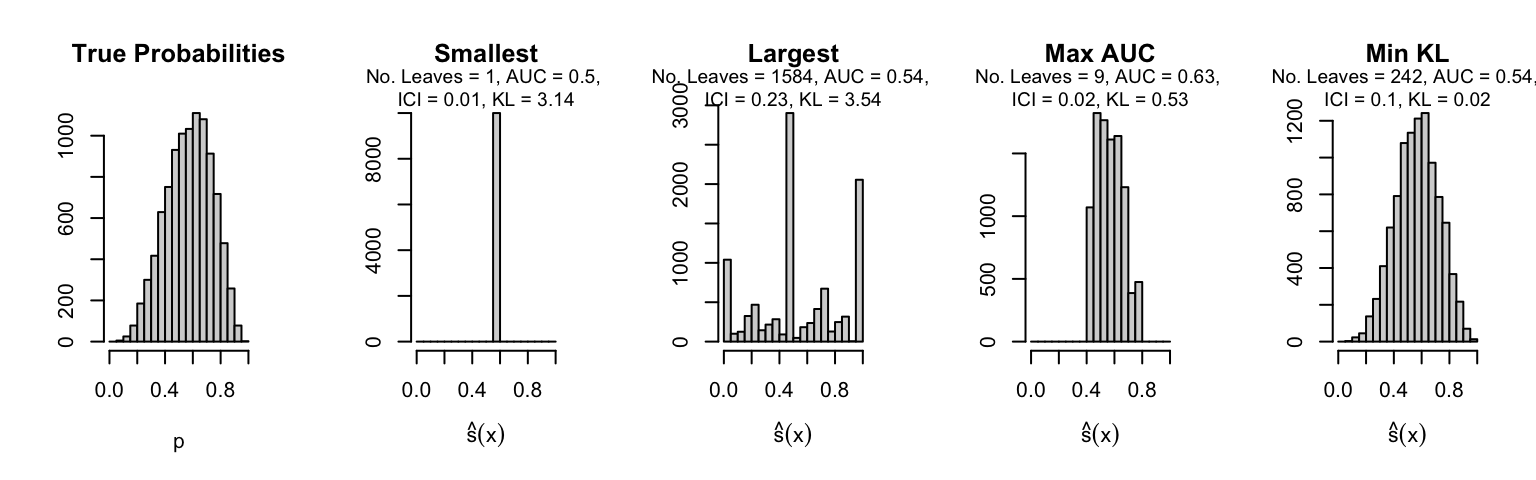 True Probabilities
0 200 600 1000
0.0 0.4 0.8
p
Smallest
No. Leaves = 1, AUC = 0.5,
ICI = 0.01, KL = 3.14
0 4000 8000
0.0 0.4 0.8
ŝ(x)
Largest
No. Leaves = 1584, AUC = 0.54,
ICI = 0.23, KL = 3.54
0 1000 2000 3000
0.0 0.4 0.8
ŝ(x)
Max AUC
No. Leaves = 9, AUC = 0.63,
ICI = 0.02, KL = 0.53
0 500 1000
0.0 0.4 0.8
ŝ(x)
Min KL
No. Leaves = 242, AUC = 0.54,
ICI = 0.1, KL = 0.02
0 400 800 1200
0.0 0.4 0.8
ŝ(x)